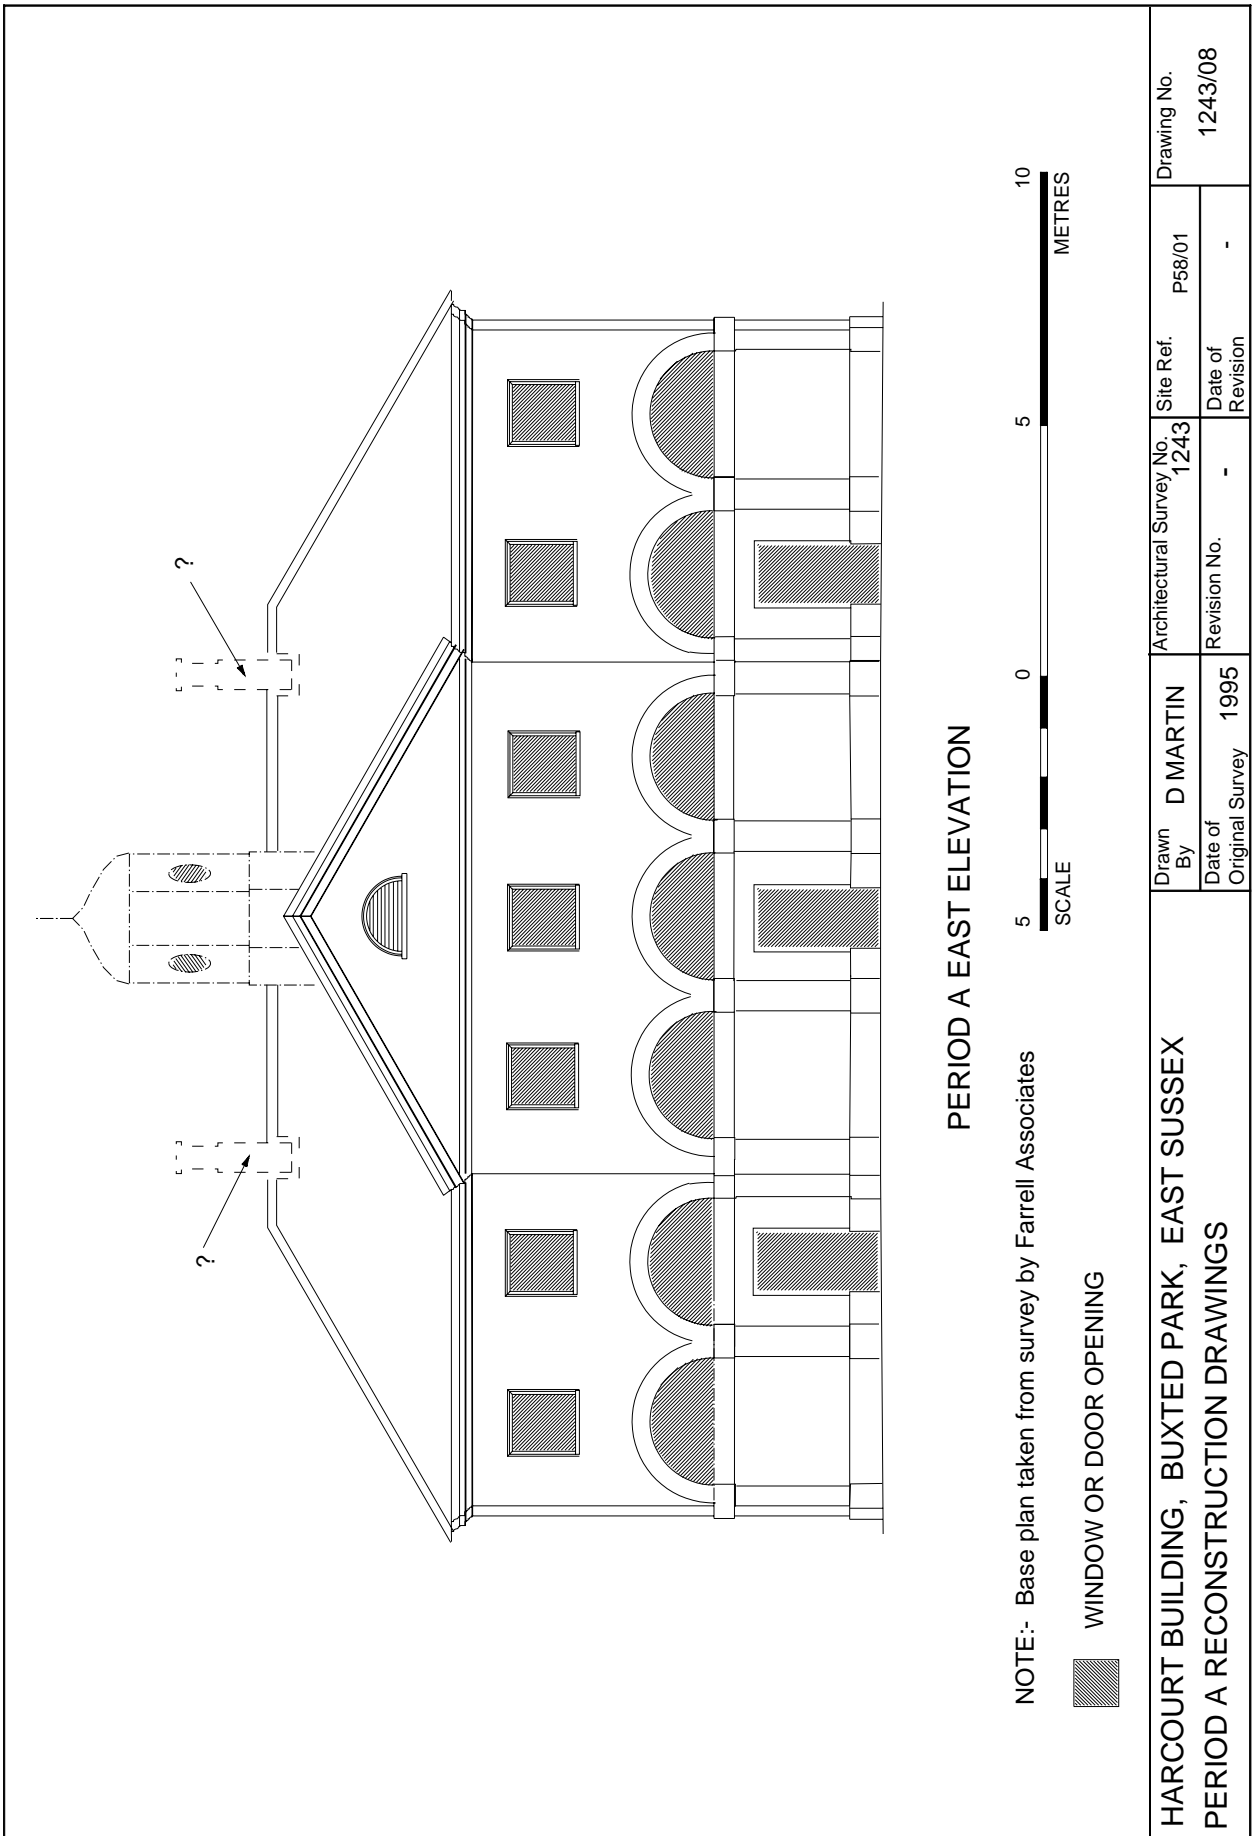 ?
?
PERIOD A EAST ELEVATION
NOTE:- Base plan taken from survey by Farrell Associates
5 0 5 10
SCALE METRES
WINDOW OR DOOR OPENING
HARCOURT BUILDING, BUXTED PARK, EAST SUSSEX
PERIOD A RECONSTRUCTION DRAWINGS
Drawn
By D MARTIN
Date of
Original Survey 1995
Architectural Survey No.
1243
Revision No. -
Site Ref. P58/01
Date of
Revision -
Drawing No.
1243/08